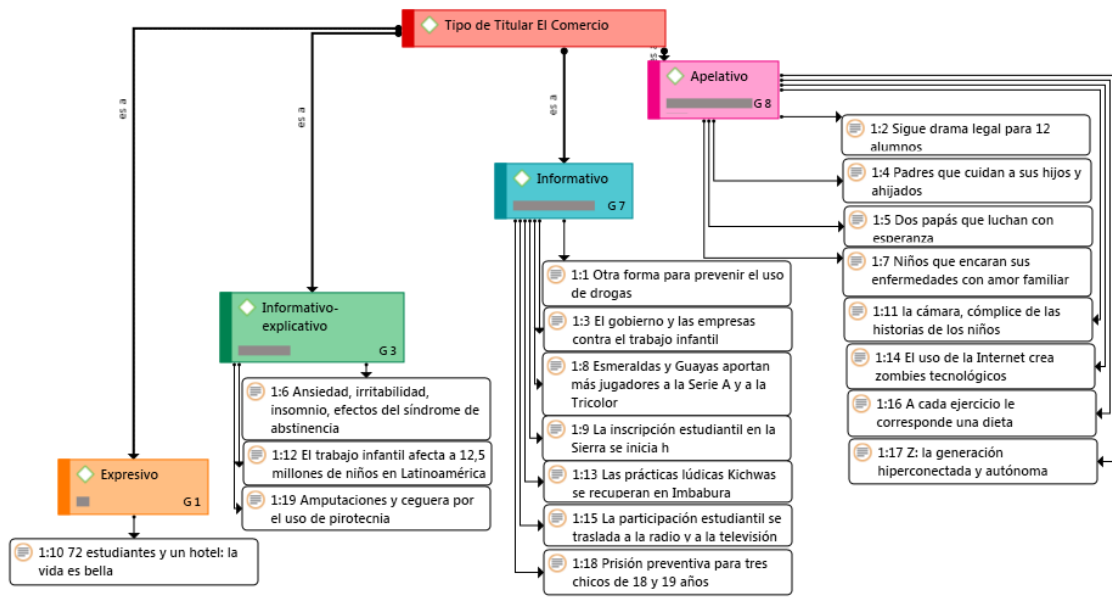 Tipo de Titular El Comercio
es a
es a
es a
es a
Apelativo
G 8
1:2 Sigue drama legal para 12
alumnos
1:4 Padres que cuidan a sus hijos y
ahijados
1:5 Dos papás que luchan con
esperanza
1:7 Niños que encaran sus
enfermedades con amor familiar
1:11 la cámara, cómplice de las
historias de los niños
1:14 El uso de la Internet crea
zombies tecnológicos
1:16 A cada ejercicio le
corresponde una dieta
1:17 Z: la generación
hiperconectada y autónoma
Informativo
G 7
1:1 Otra forma para prevenir el uso
de drogas
1:3 El gobierno y las empresas
contra el trabajo infantil
1:8 Esmeraldas y Guayas aportan
más jugadores a la Serie A y a la
Tricolor
1:9 La inscripción estudiantil en la
Sierra se inicia h
1:13 Las prácticas lúdicas Kichwas
se recuperan en Imbabura
1:15 La participación estudiantil se
traslada a la radio y a la televisión
1:18 Prisión preventiva para tres
chicos de 18 y 19 años
Informativo-
explicativo
G 3
1:6 Ansiedad, irritabilidad,
insomnio, efectos del síndrome de
abstinencia
1:12 El trabajo infantil afecta a 12,5
millones de niños en Latinoamérica
1:19 Amputaciones y ceguera por
el uso de pirotecnia
Expresivo
G 1
1:10 72 estudiantes y un hotel: la
vida es bella